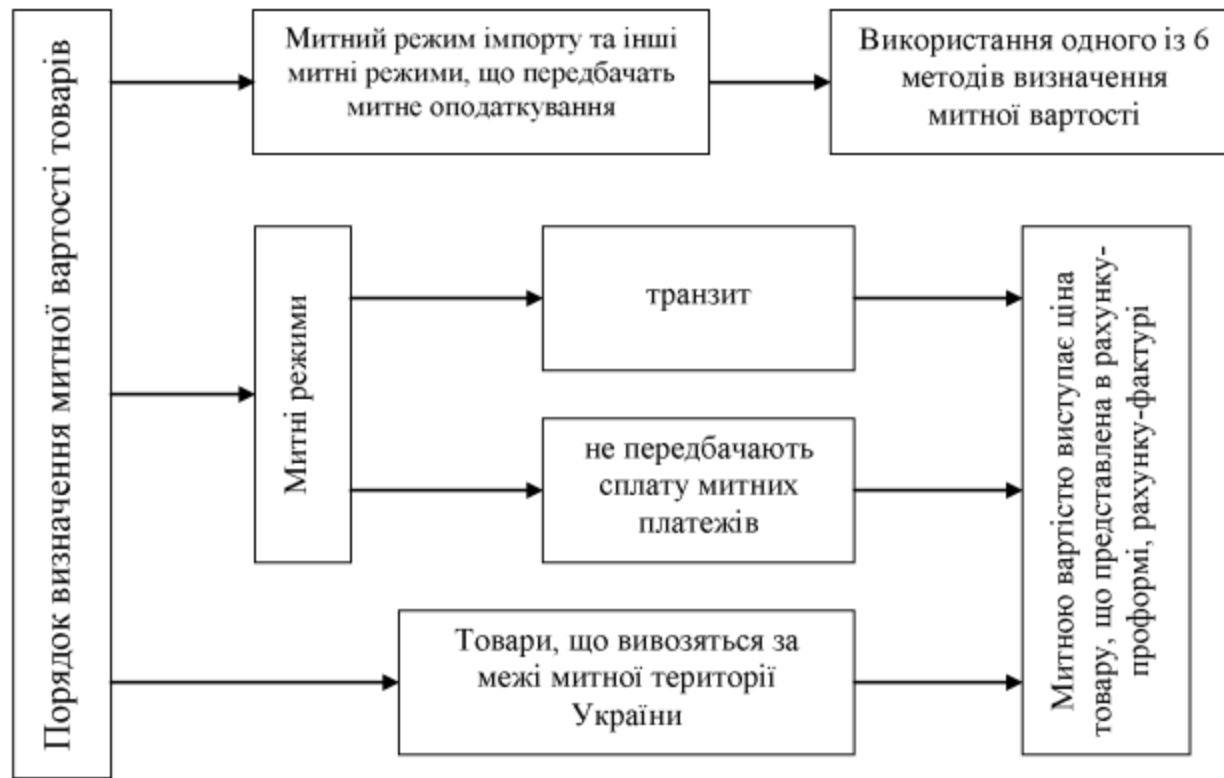 Порядок визначення митної вартості товарів
Митний режим імпорту та інші
митні режими, що передбачать
митне оподаткування
Використання одного із 6
методів визначення
митної вартості
Митні режими
транзит
не передбачають
сплату митних
платежів
Товари, що вивозяться за
межі митної території
України
Митною вартістю виступає ціна
товару, що представлена в рахунку-
проформі, рахунку-фактурі